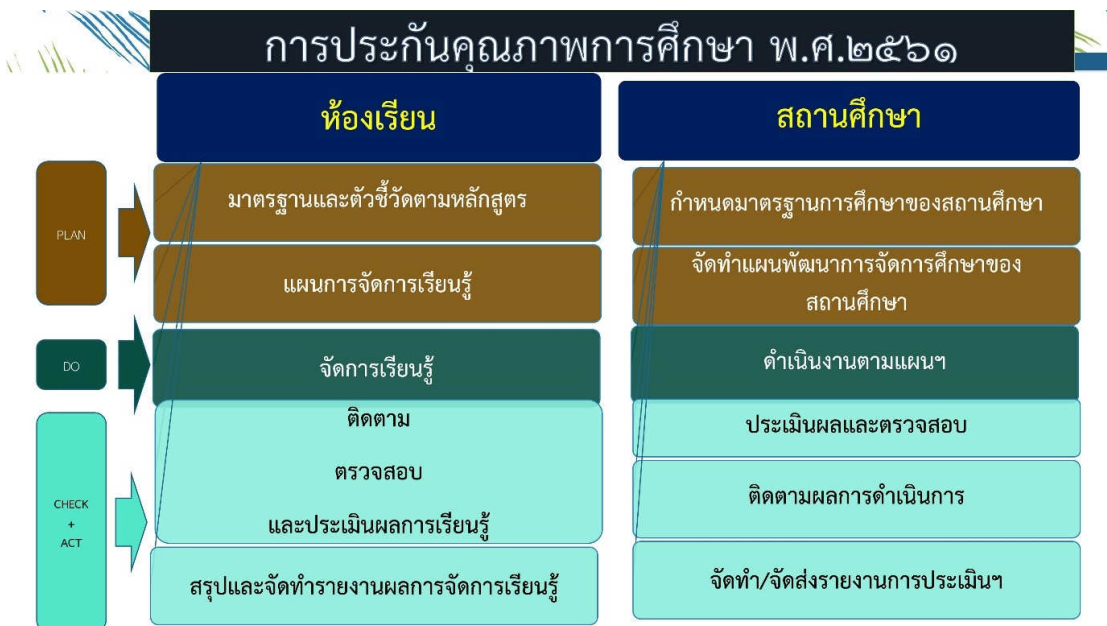 การประกันคุณภาพการศึกษา พ.ศ.๒๕๖๑
ห้องเรียน
สถานศึกษา
PLAN
มาตรฐานและตัวชี้วัดตามหลักสูตร
กำหนดมาตรฐานการศึกษาของสถานศึกษา
แผนการจัดการเรียนรู้
จัดทำแผนพัฒนาการจัดการศึกษาของ
สถานศึกษา
DO
จัดการเรียนรู้
ดำเนินงานตามแผนฯ
CHECK
+
ACT
ติดตาม
ตรวจสอบ
และประเมินผลการเรียนรู้
ประเมินผลและตรวจสอบ
ติดตามผลการดำเนินการ
สรุปและจัดทำรายงานผลการจัดการเรียนรู้
จัดทำ/จัดส่งรายงานการประเมินฯ